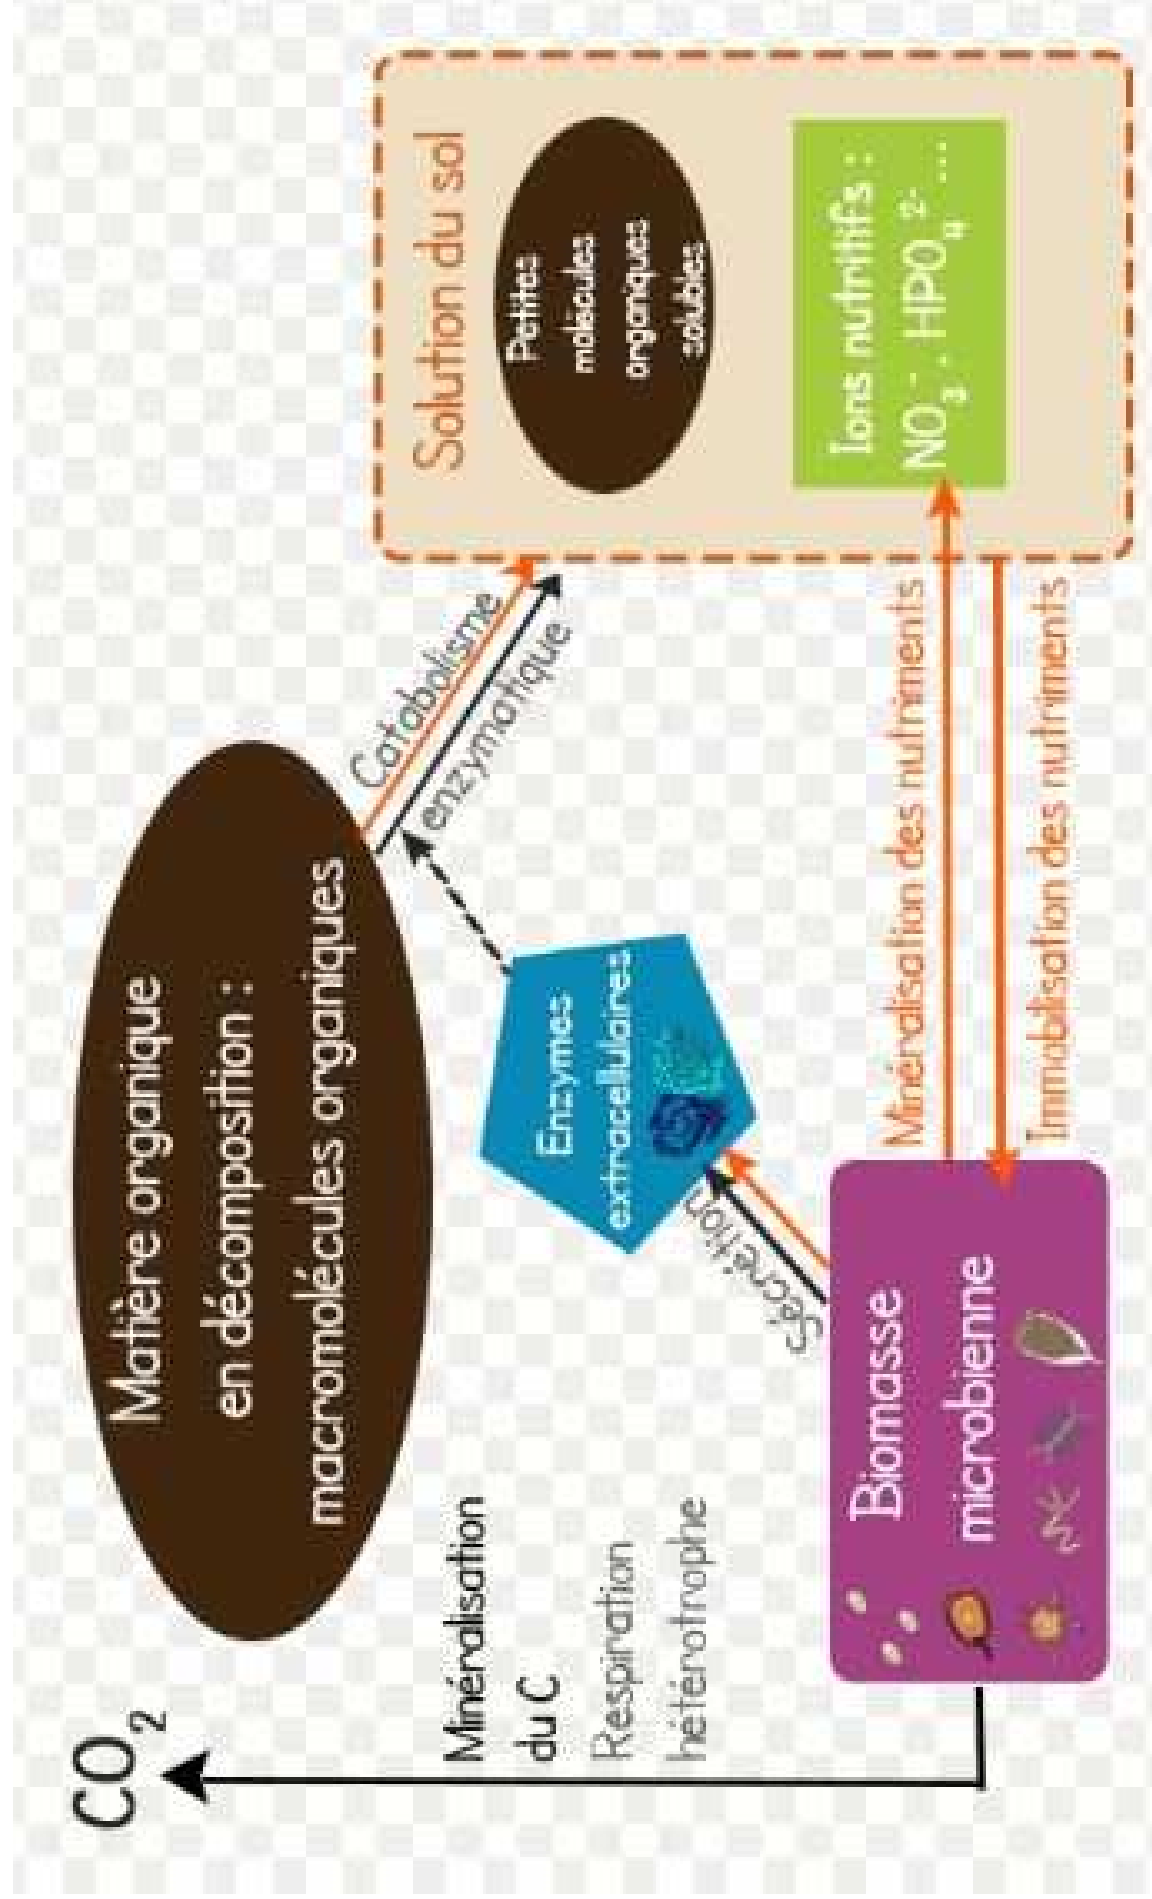 CO2
Matière organique
en décomposition :
macromolécules organiques
Minéralisation
du C
Respiration
hétérotrophe
Enzymes
extracellulaires
Sécrétion
Catabolisme
enzymatique
Solution du sol
Petites
molécules
organiques
solubles
Ions nutritifs :
NO3-, HPO42- ...
Biomasse
microbienne
Minéralisation des nutriments
Immobilisation des nutriments